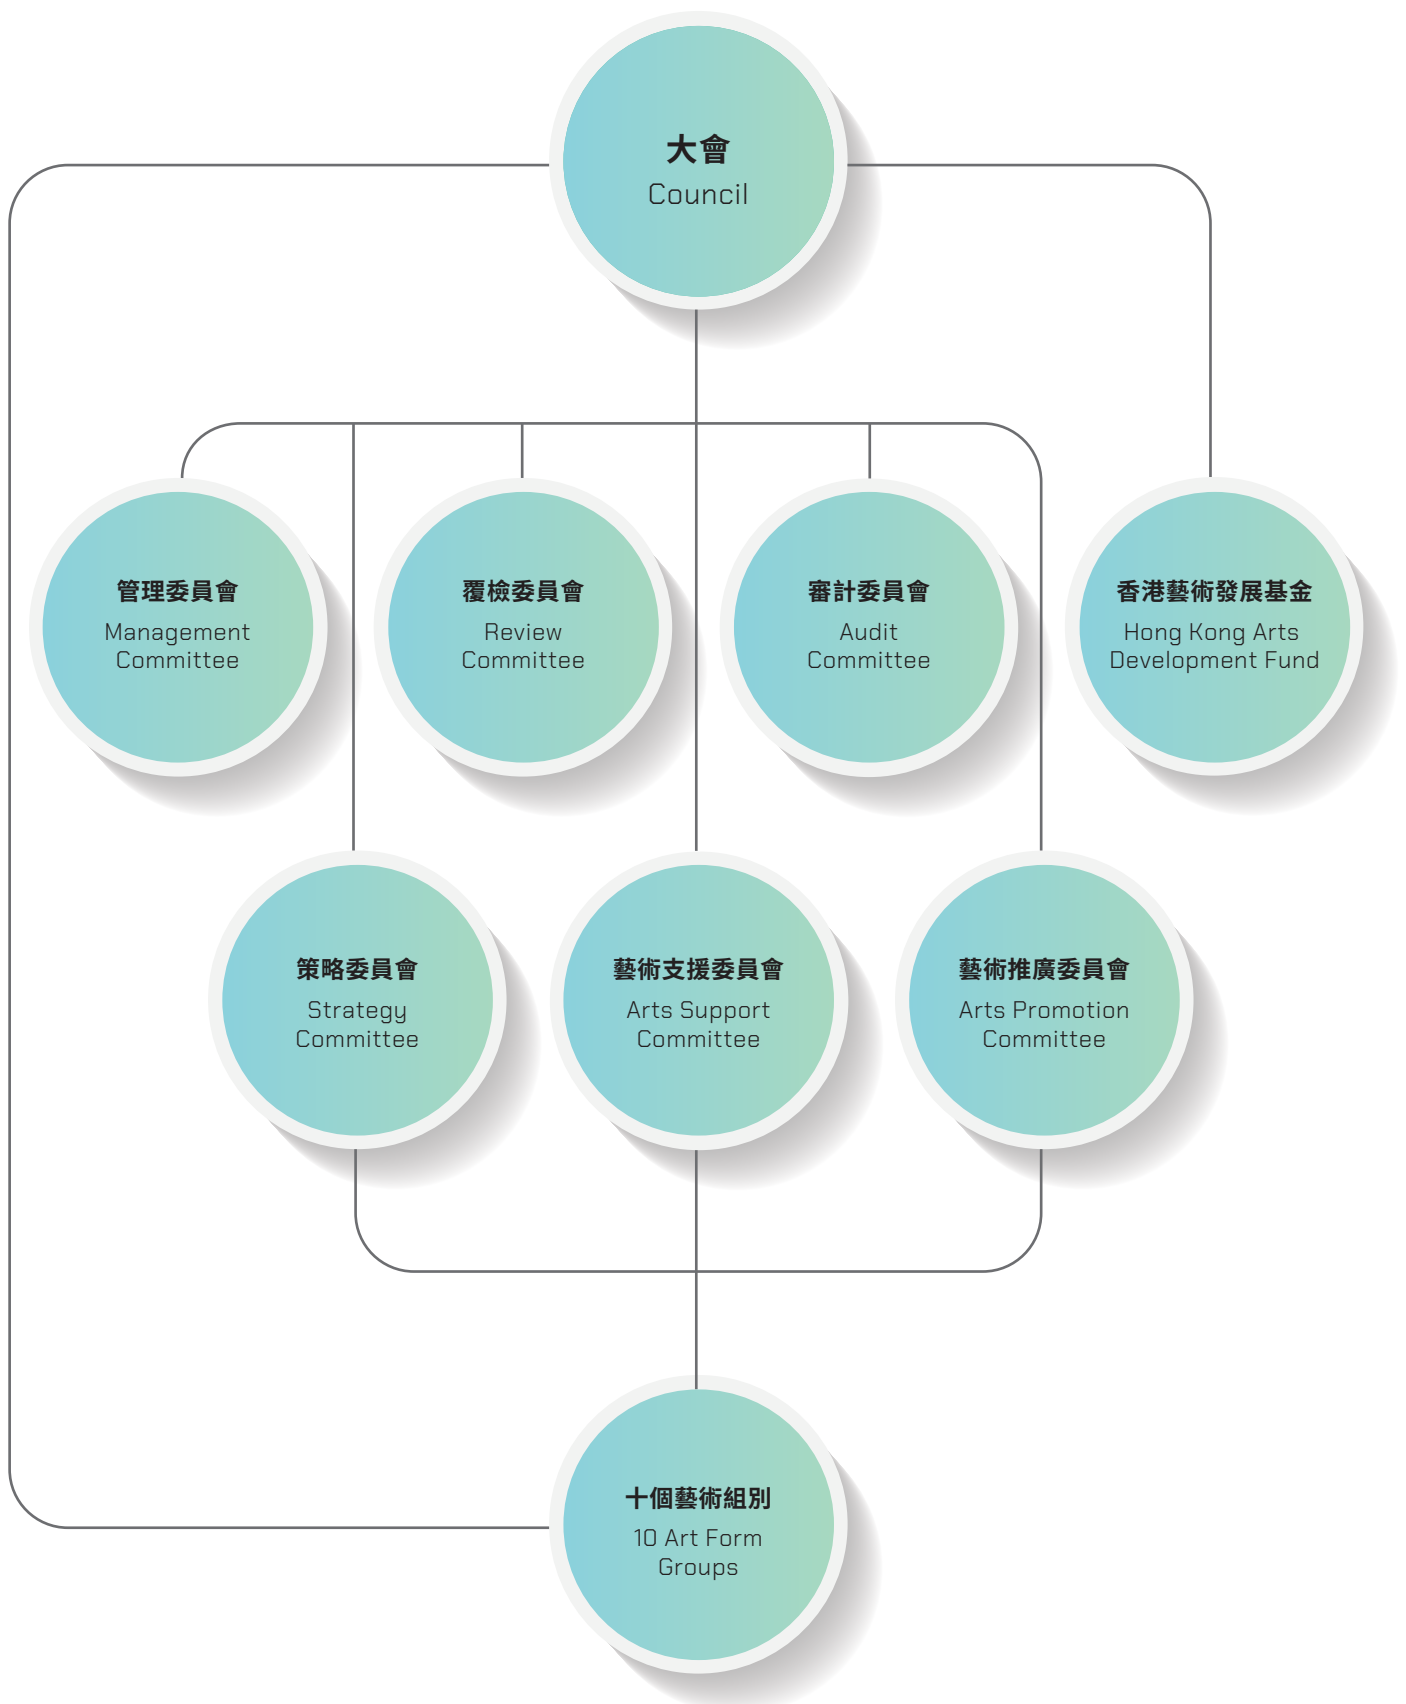 大會
Council
管理委員會
Management
Committee
覆檢委員會
Review
Committee
審計委員會
Audit
Committee
香港藝術發展基金
Hong Kong Arts
Development Fund
策略委員會
Strategy
Committee
藝術支援委員會
Arts Support
Committee
藝術推廣委員會
Arts Promotion
Committee
十個藝術組別
10 Art Form
Groups